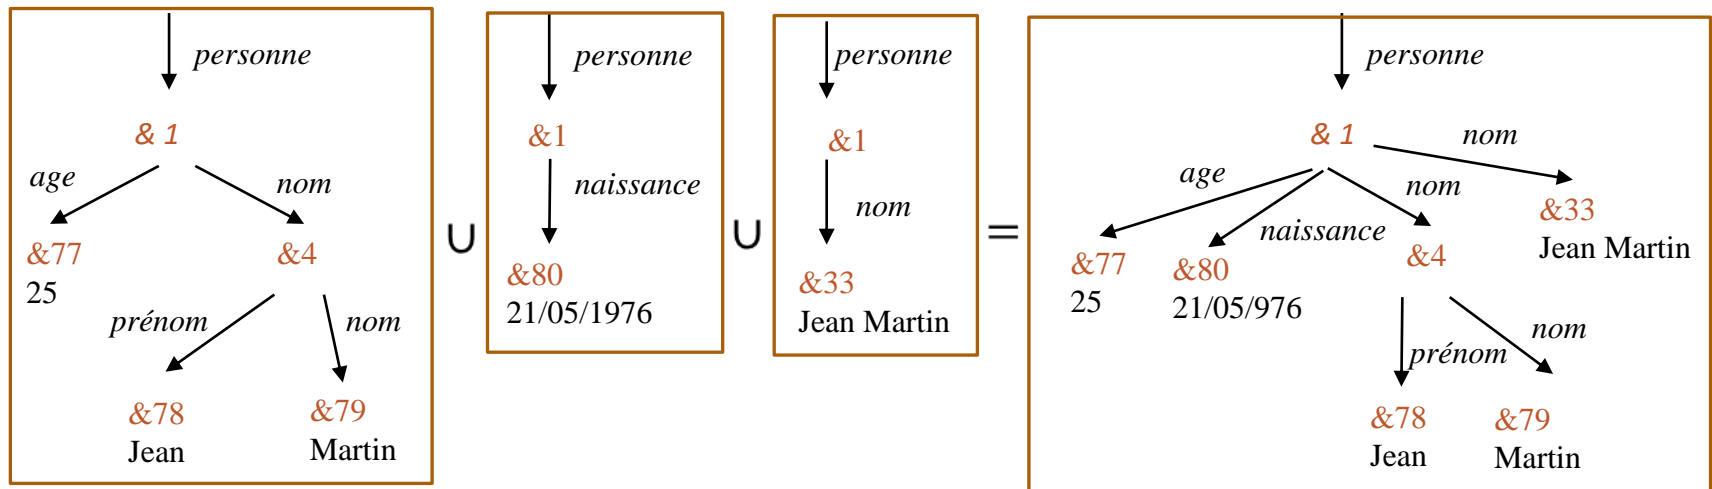 personne
& 1
age
nom
&77
25
&4
prénom
nom
&78
Jean
&79
Martin
∪
personne
&1
naissance
&80
21/05/1976
∪
personne
&1
nom
&33
Jean Martin
=
personne
& 1
nom
age
nom
naissance
&33
Jean Martin
&77
25
&80
21/05/976
&4
prénom
nom
&78
Jean
&79
Martin